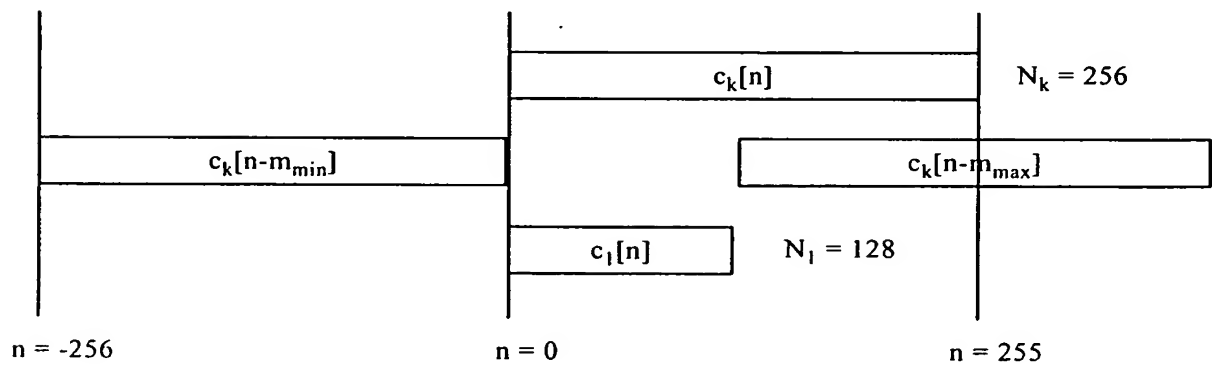 c_k[n] N_k = 256
c_k[n-m_min] c_k[n-m_max]
c_l[n] N_l = 128
n = -256 n = 0 n = 255